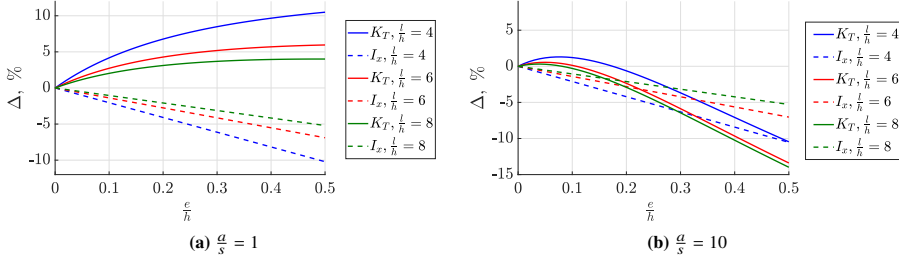 10
5
0
-5
-10
Δ, %
0 0.1 0.2 0.3 0.4 0.5
e/h
K_T, l/h = 4
I_x, l/h = 4
K_T, l/h = 6
I_x, l/h = 6
K_T, l/h = 8
I_x, l/h = 8
(a) a/s = 1
5
0
-5
-10
-15
Δ, %
0 0.1 0.2 0.3 0.4 0.5
e/h
K_T, l/h = 4
I_x, l/h = 4
K_T, l/h = 6
I_x, l/h = 6
K_T, l/h = 8
I_x, l/h = 8
(b) a/s = 10